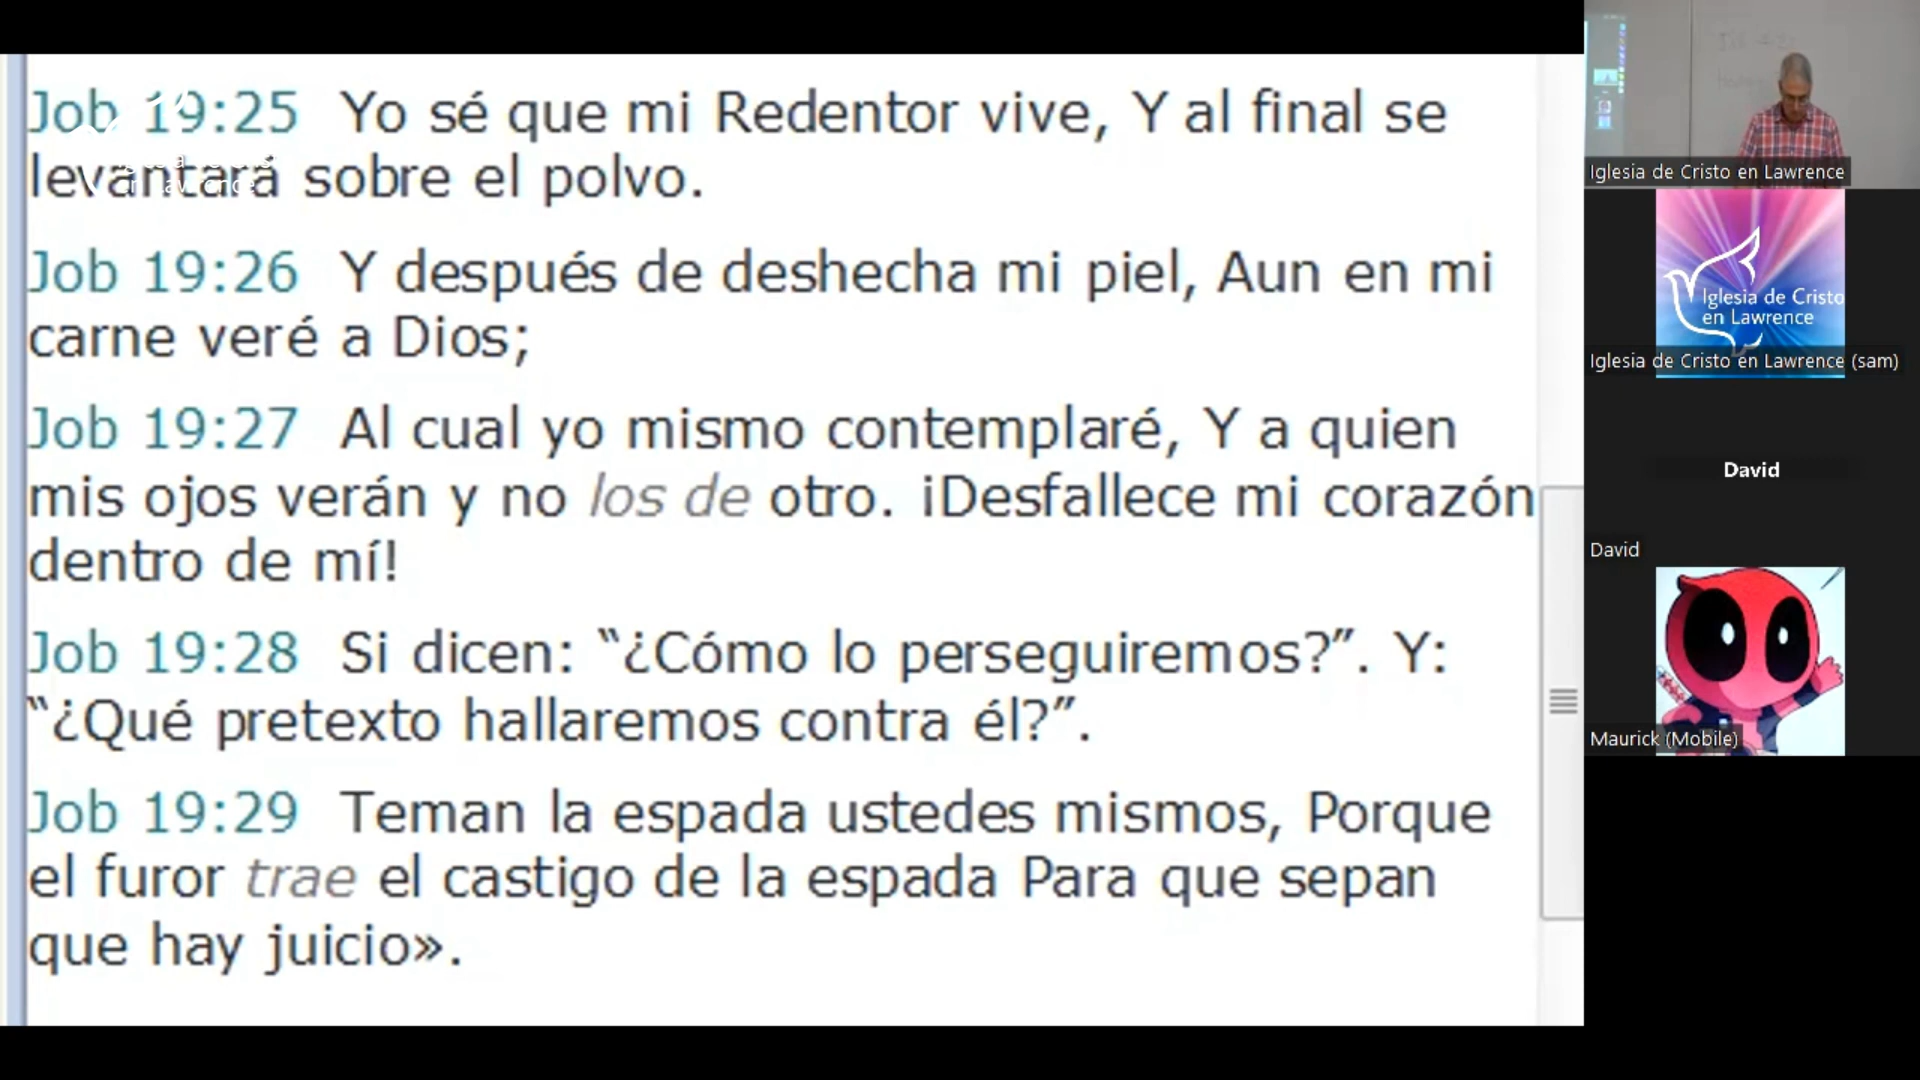 Job 19:25 Yo sé que mi Redentor vive, Y al final se
levantará sobre el polvo.
Job 19:26 Y después de deshecha mi piel, Aun en mi
carne veré a Dios;
Job 19:27 Al cual yo mismo contemplaré, Y a quien
mis ojos verán y no los de otro. ¡Desfallece mi corazón
dentro de mí!
Job 19:28 Si dicen: “¿Cómo lo perseguiremos?”. Y:
“¿Qué pretexto hallaremos contra él?”.
Job 19:29 Teman la espada ustedes mismos, Porque
el furor trae el castigo de la espada Para que sepan
que hay juicio».
Iglesia de Cristo en Lawrence
Iglesia de Cristo
en Lawrence
Iglesia de Cristo en Lawrence (sam)
David
David
Maurick (Mobile)